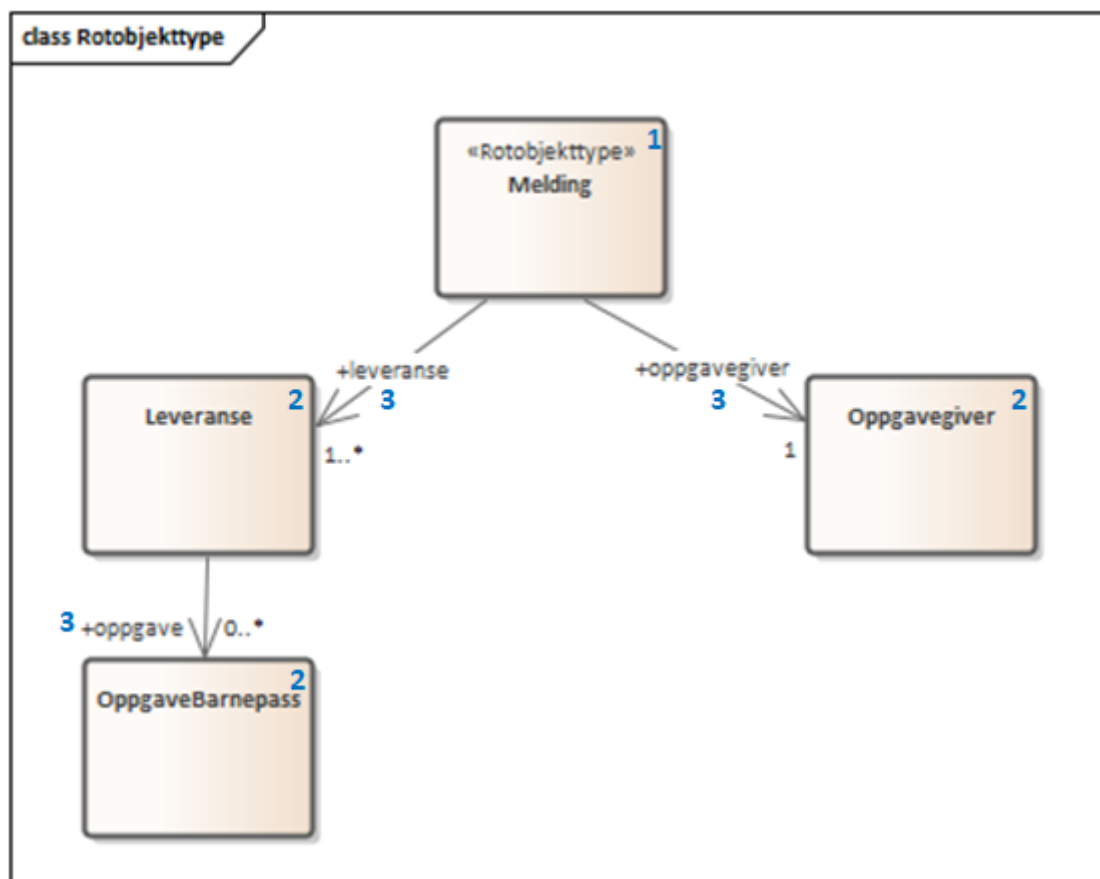 class Rotobjekttype
«Rotobjekttype» 1
Melding
+leveranse
3
+oppgavegiver
3
Leveranse 2
1..*
Oppgavegiver 2
1
3 +oppgave 0..*
OppgaveBarnepass 2